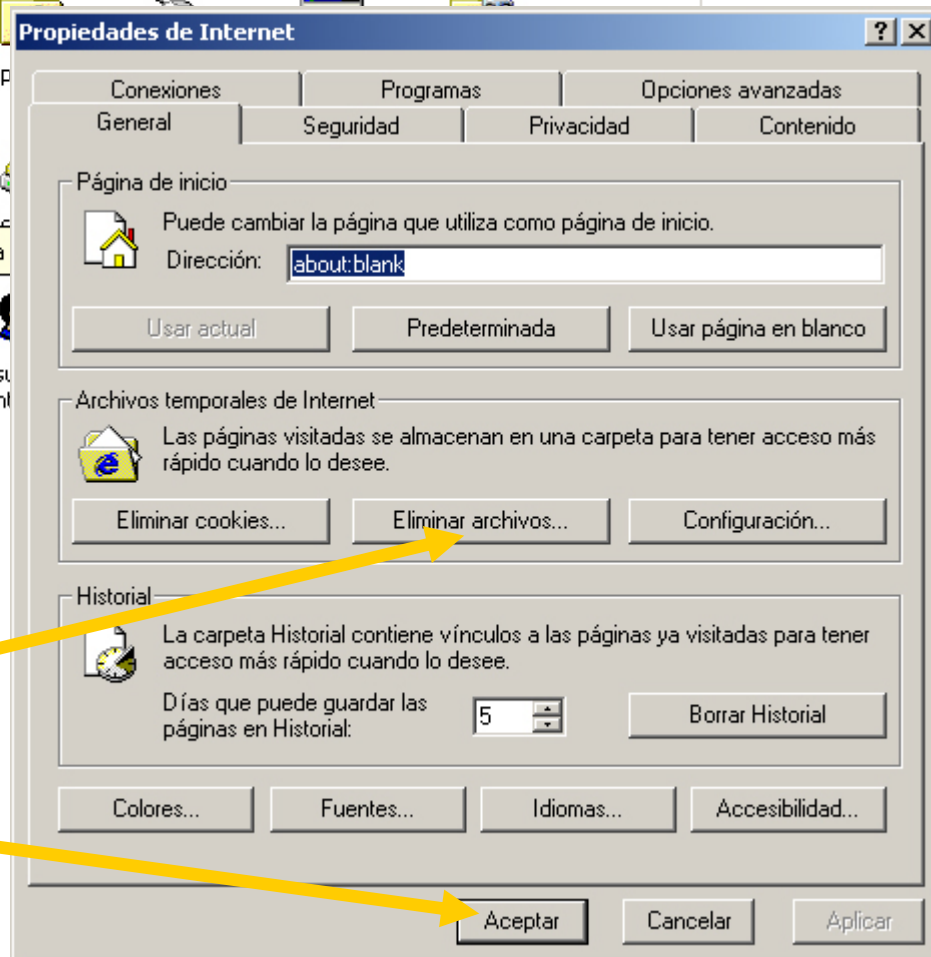 Propiedades de Internet
Conexiones Programas Opciones avanzadas
General Seguridad Privacidad Contenido
Página de inicio
Puede cambiar la página que utiliza como página de inicio.
Dirección: about:blank
Usar actual Predeterminada Usar página en blanco
Archivos temporales de Internet
Las páginas visitadas se almacenan en una carpeta para tener acceso más
rápido cuando lo desee.
Eliminar cookies... Eliminar archivos... Configuración...
Historial
La carpeta Historial contiene vínculos a las páginas ya visitadas para tener
acceso más rápido cuando lo desee.
Días que puede guardar las
páginas en Historial: 5 Borrar Historial
Colores... Fuentes... Idiomas... Accesibilidad...
Aceptar Cancelar Aplicar